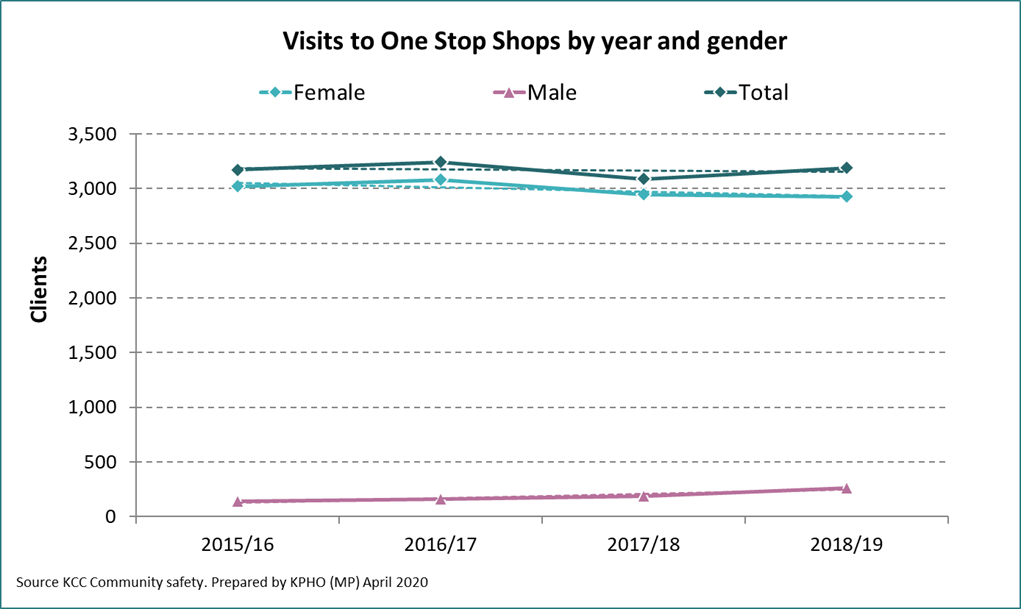 Visits to One Stop Shops by year and gender
Female Male Total
3,500
3,000
2,500
2,000
1,500
1,000
500
0
Clients
2015/16 2016/17 2017/18 2018/19
Source KCC Community safety. Prepared by KPHO (MP) April 2020